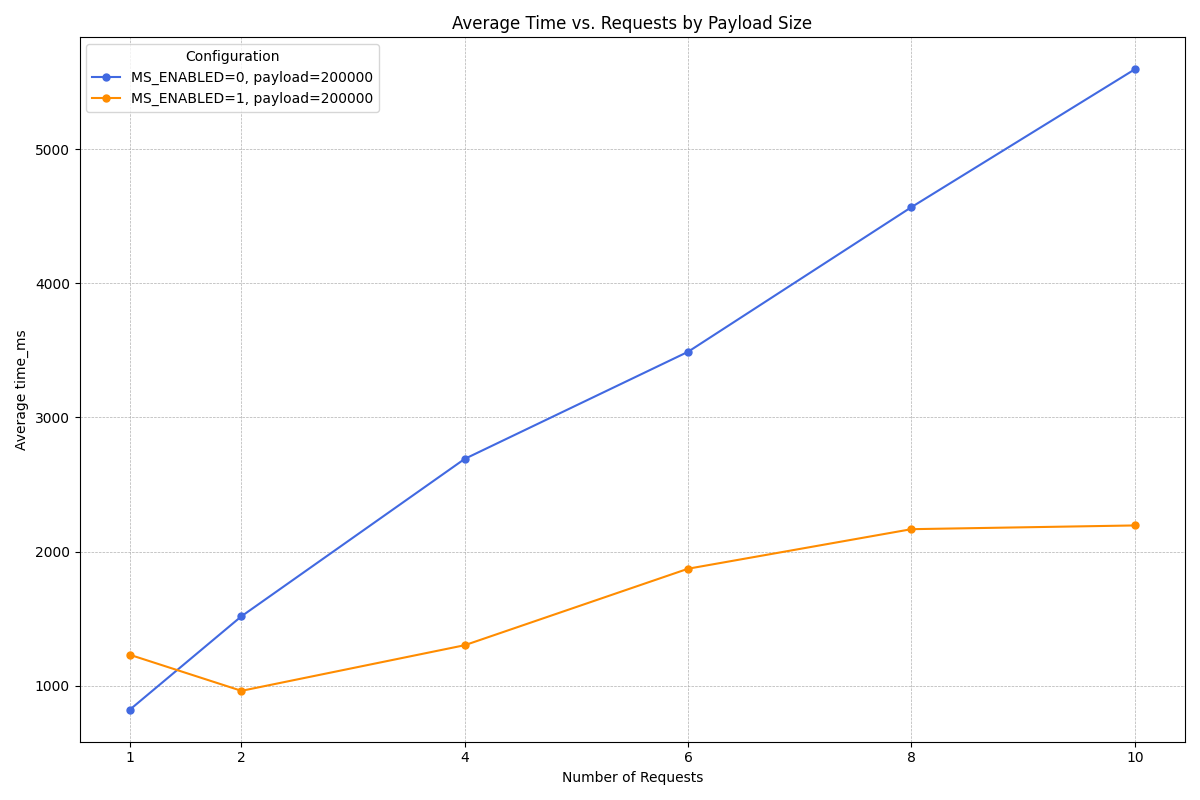 Average Time vs. Requests by Payload Size
Configuration
MS_ENABLED=0, payload=200000
MS_ENABLED=1, payload=200000
5000
4000
3000
2000
1000
Average time_ms
1 2 4 6 8 10
Number of Requests